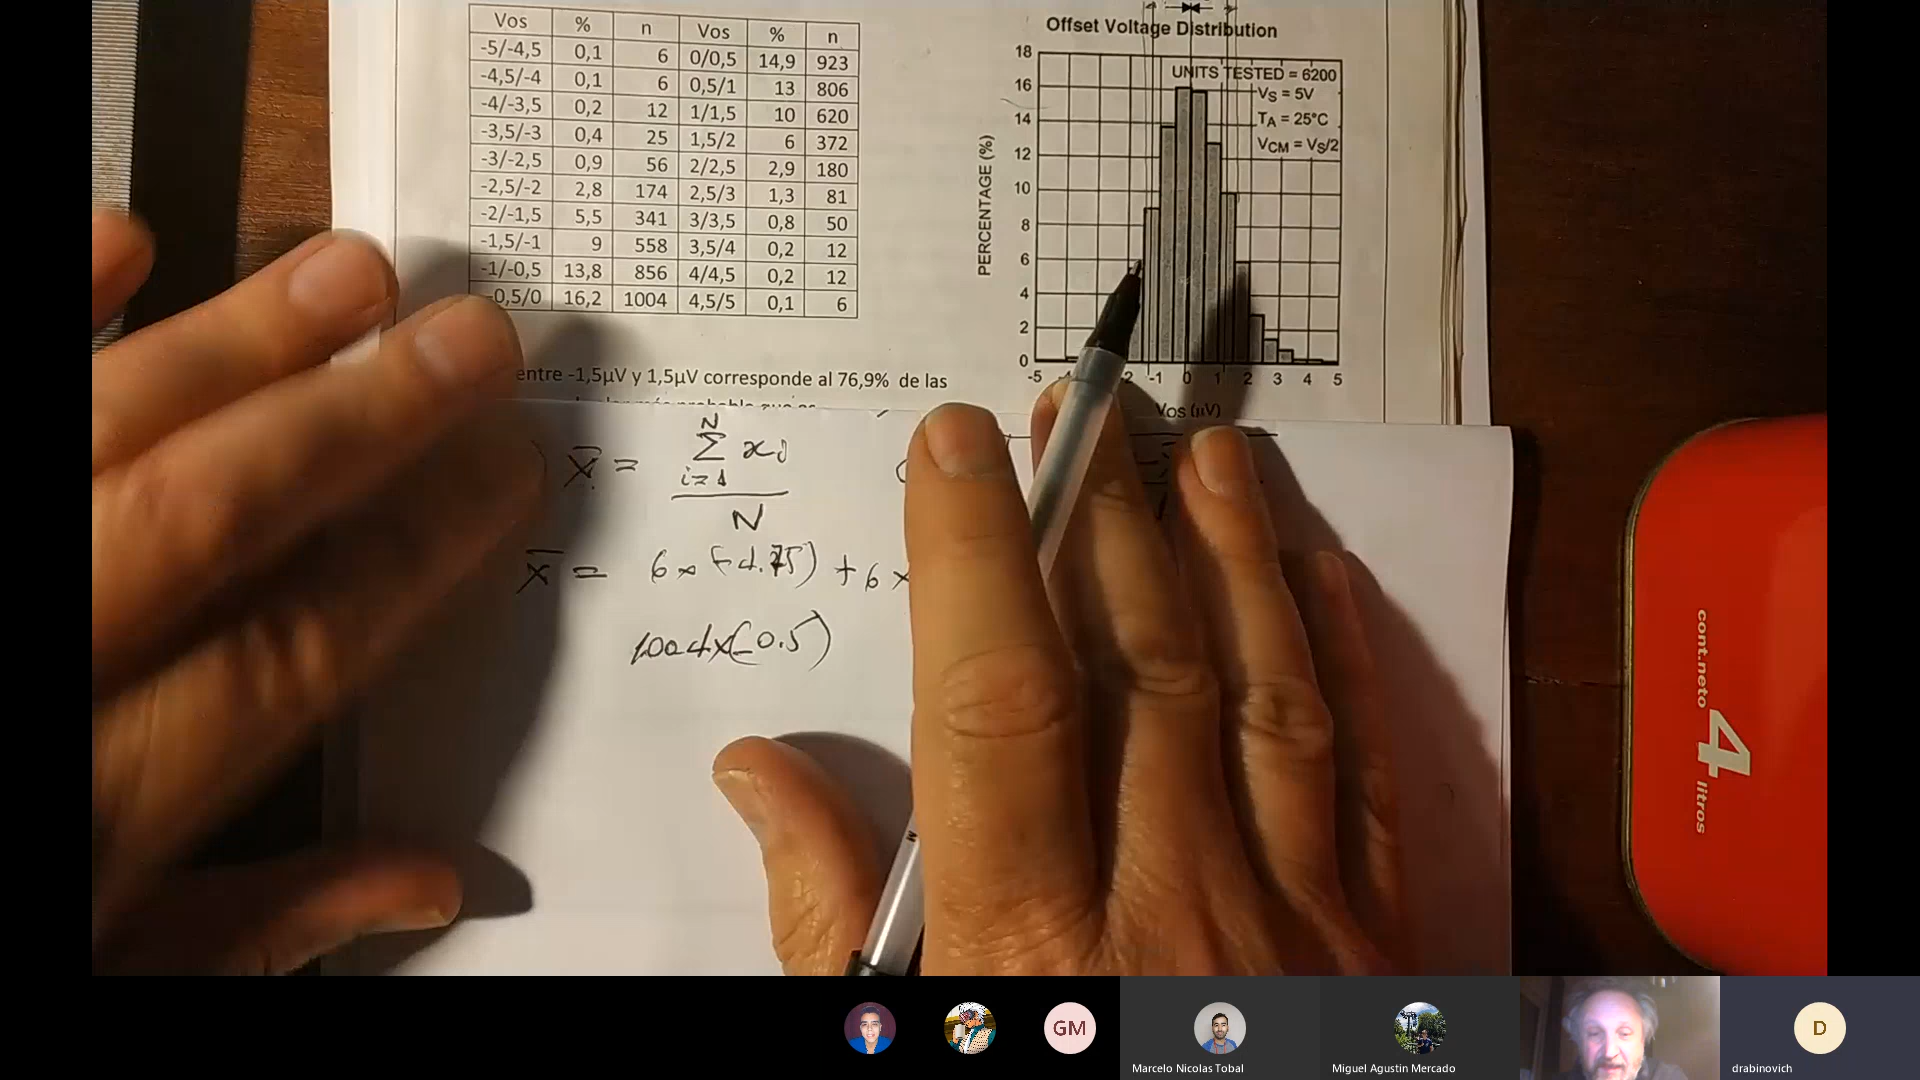 Vos % n Vos % n
-5/-4,5 0,1 6 0/0,5 14,9 923
-4,5/-4 0,1 6 0,5/1 13 806
-4/-3,5 0,2 12 1/1,5 10 620
-3,5/-3 0,4 25 1,5/2 6 372
-3/-2,5 0,9 56 2/2,5 2,9 180
-2,5/-2 2,8 174 2,5/3 1,3 81
-2/-1,5 5,5 341 3/3,5 0,8 50
-1,5/-1 9 558 3,5/4 0,2 12
-1/-0,5 13,8 856 4/4,5 0,2 12
-0,5/0 16,2 1004 4,5/5 0,1 6
entre -1,5µV y 1,5µV corresponde al 76,9% de las
Offset Voltage Distribution
UNITS TESTED = 6200
VS = 5V
TA = 25°C
VCM = VS/2
PERCENTAGE (%)
18
16
14
12
10
8
6
4
2
0
-5 -2 -1 0 1 2 3 4 5
Vos (µV)
N
x̄ = Σ xi
i=1
N
x̄ = 6x(-4.75) + 6x
1004x(-0.5)
cont.neto
4
litros
GM
D
Marcelo Nicolas Tobal
Miguel Agustin Mercado
drabinovich